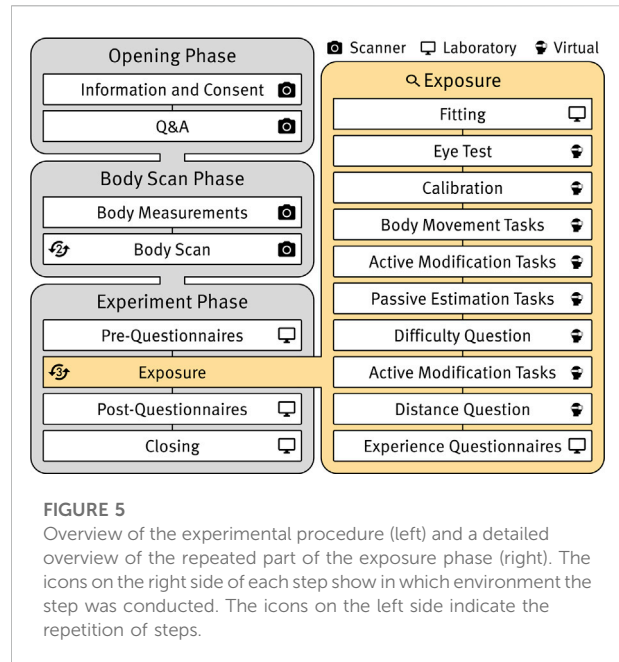 Scanner Laboratory Virtual
Opening Phase
Information and Consent
Q&A
Body Scan Phase
Body Measurements
2 Body Scan
Experiment Phase
Pre-Questionnaires
3 Exposure
Post-Questionnaires
Closing
Exposure
Fitting
Eye Test
Calibration
Body Movement Tasks
Active Modification Tasks
Passive Estimation Tasks
Difficulty Question
Active Modification Tasks
Distance Question
Experience Questionnaires
FIGURE 5
Overview of the experimental procedure (left) and a detailed
overview of the repeated part of the exposure phase (right). The
icons on the right side of each step show in which environment the
step was conducted. The icons on the left side indicate the
repetition of steps.